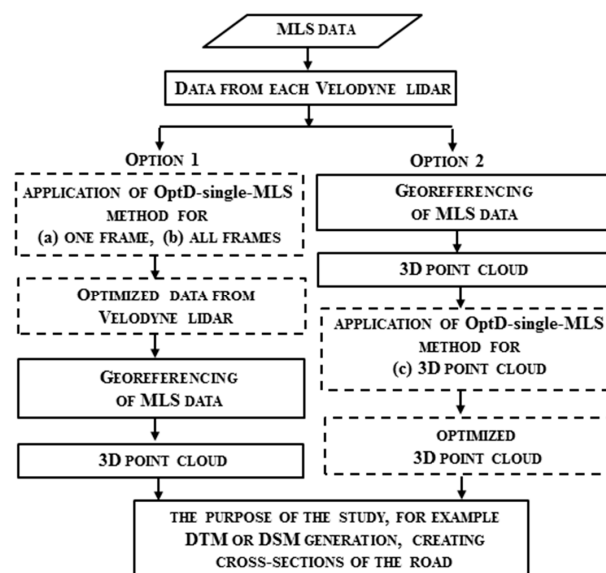 MLS DATA
DATA FROM EACH VELODYNE LIDAR
OPTION 1
APPLICATION OF OptD-single-MLS
METHOD FOR
(a) ONE FRAME, (b) ALL FRAMES
OPTIMIZED DATA FROM
VELODYNE LIDAR
GEOREFERENCING
OF MLS DATA
3D POINT CLOUD
OPTION 2
GEOREFERENCING
OF MLS DATA
3D POINT CLOUD
APPLICATION OF OptD-single-MLS
METHOD FOR
(c) 3D POINT CLOUD
OPTIMIZED
3D POINT CLOUD
THE PURPOSE OF THE STUDY, FOR EXAMPLE
DTM OR DSM GENERATION, CREATING
CROSS-SECTIONS OF THE ROAD